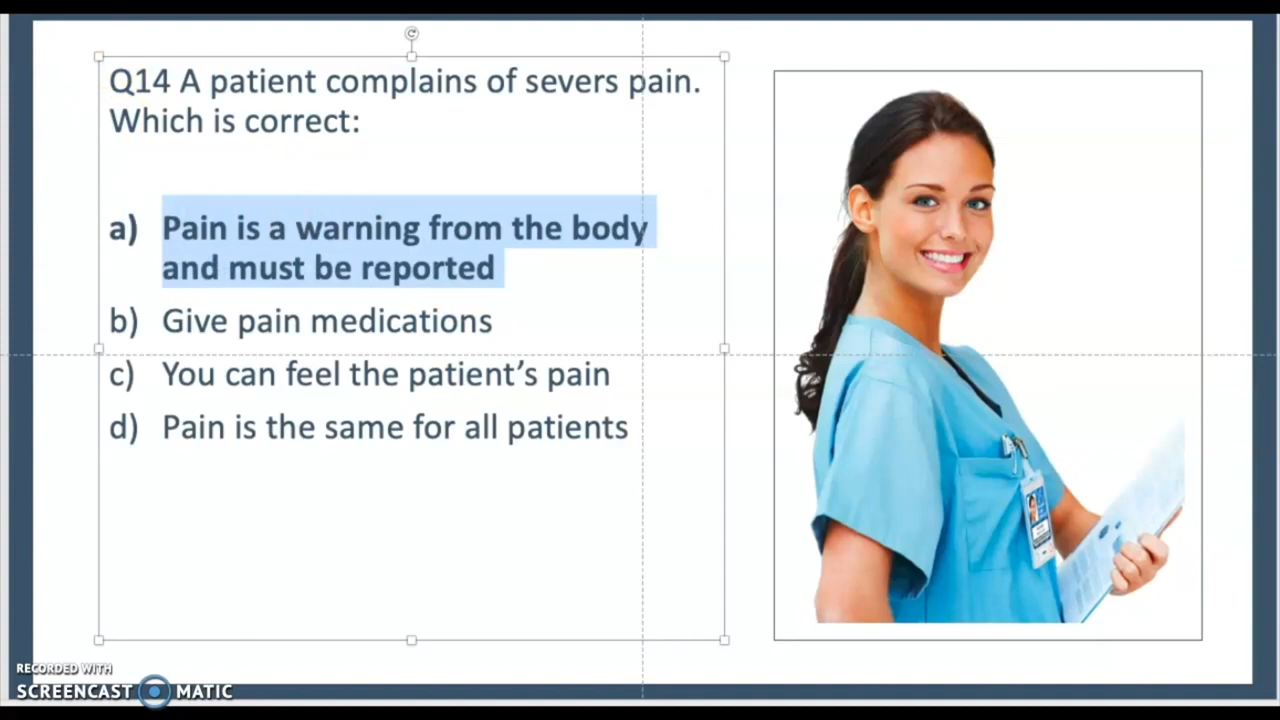 Q14 A patient complains of severs pain.
Which is correct:
a) Pain is a warning from the body
and must be reported
b) Give pain medications
c) You can feel the patient’s pain
d) Pain is the same for all patients
RECORDED WITH
SCREENCAST MATIC